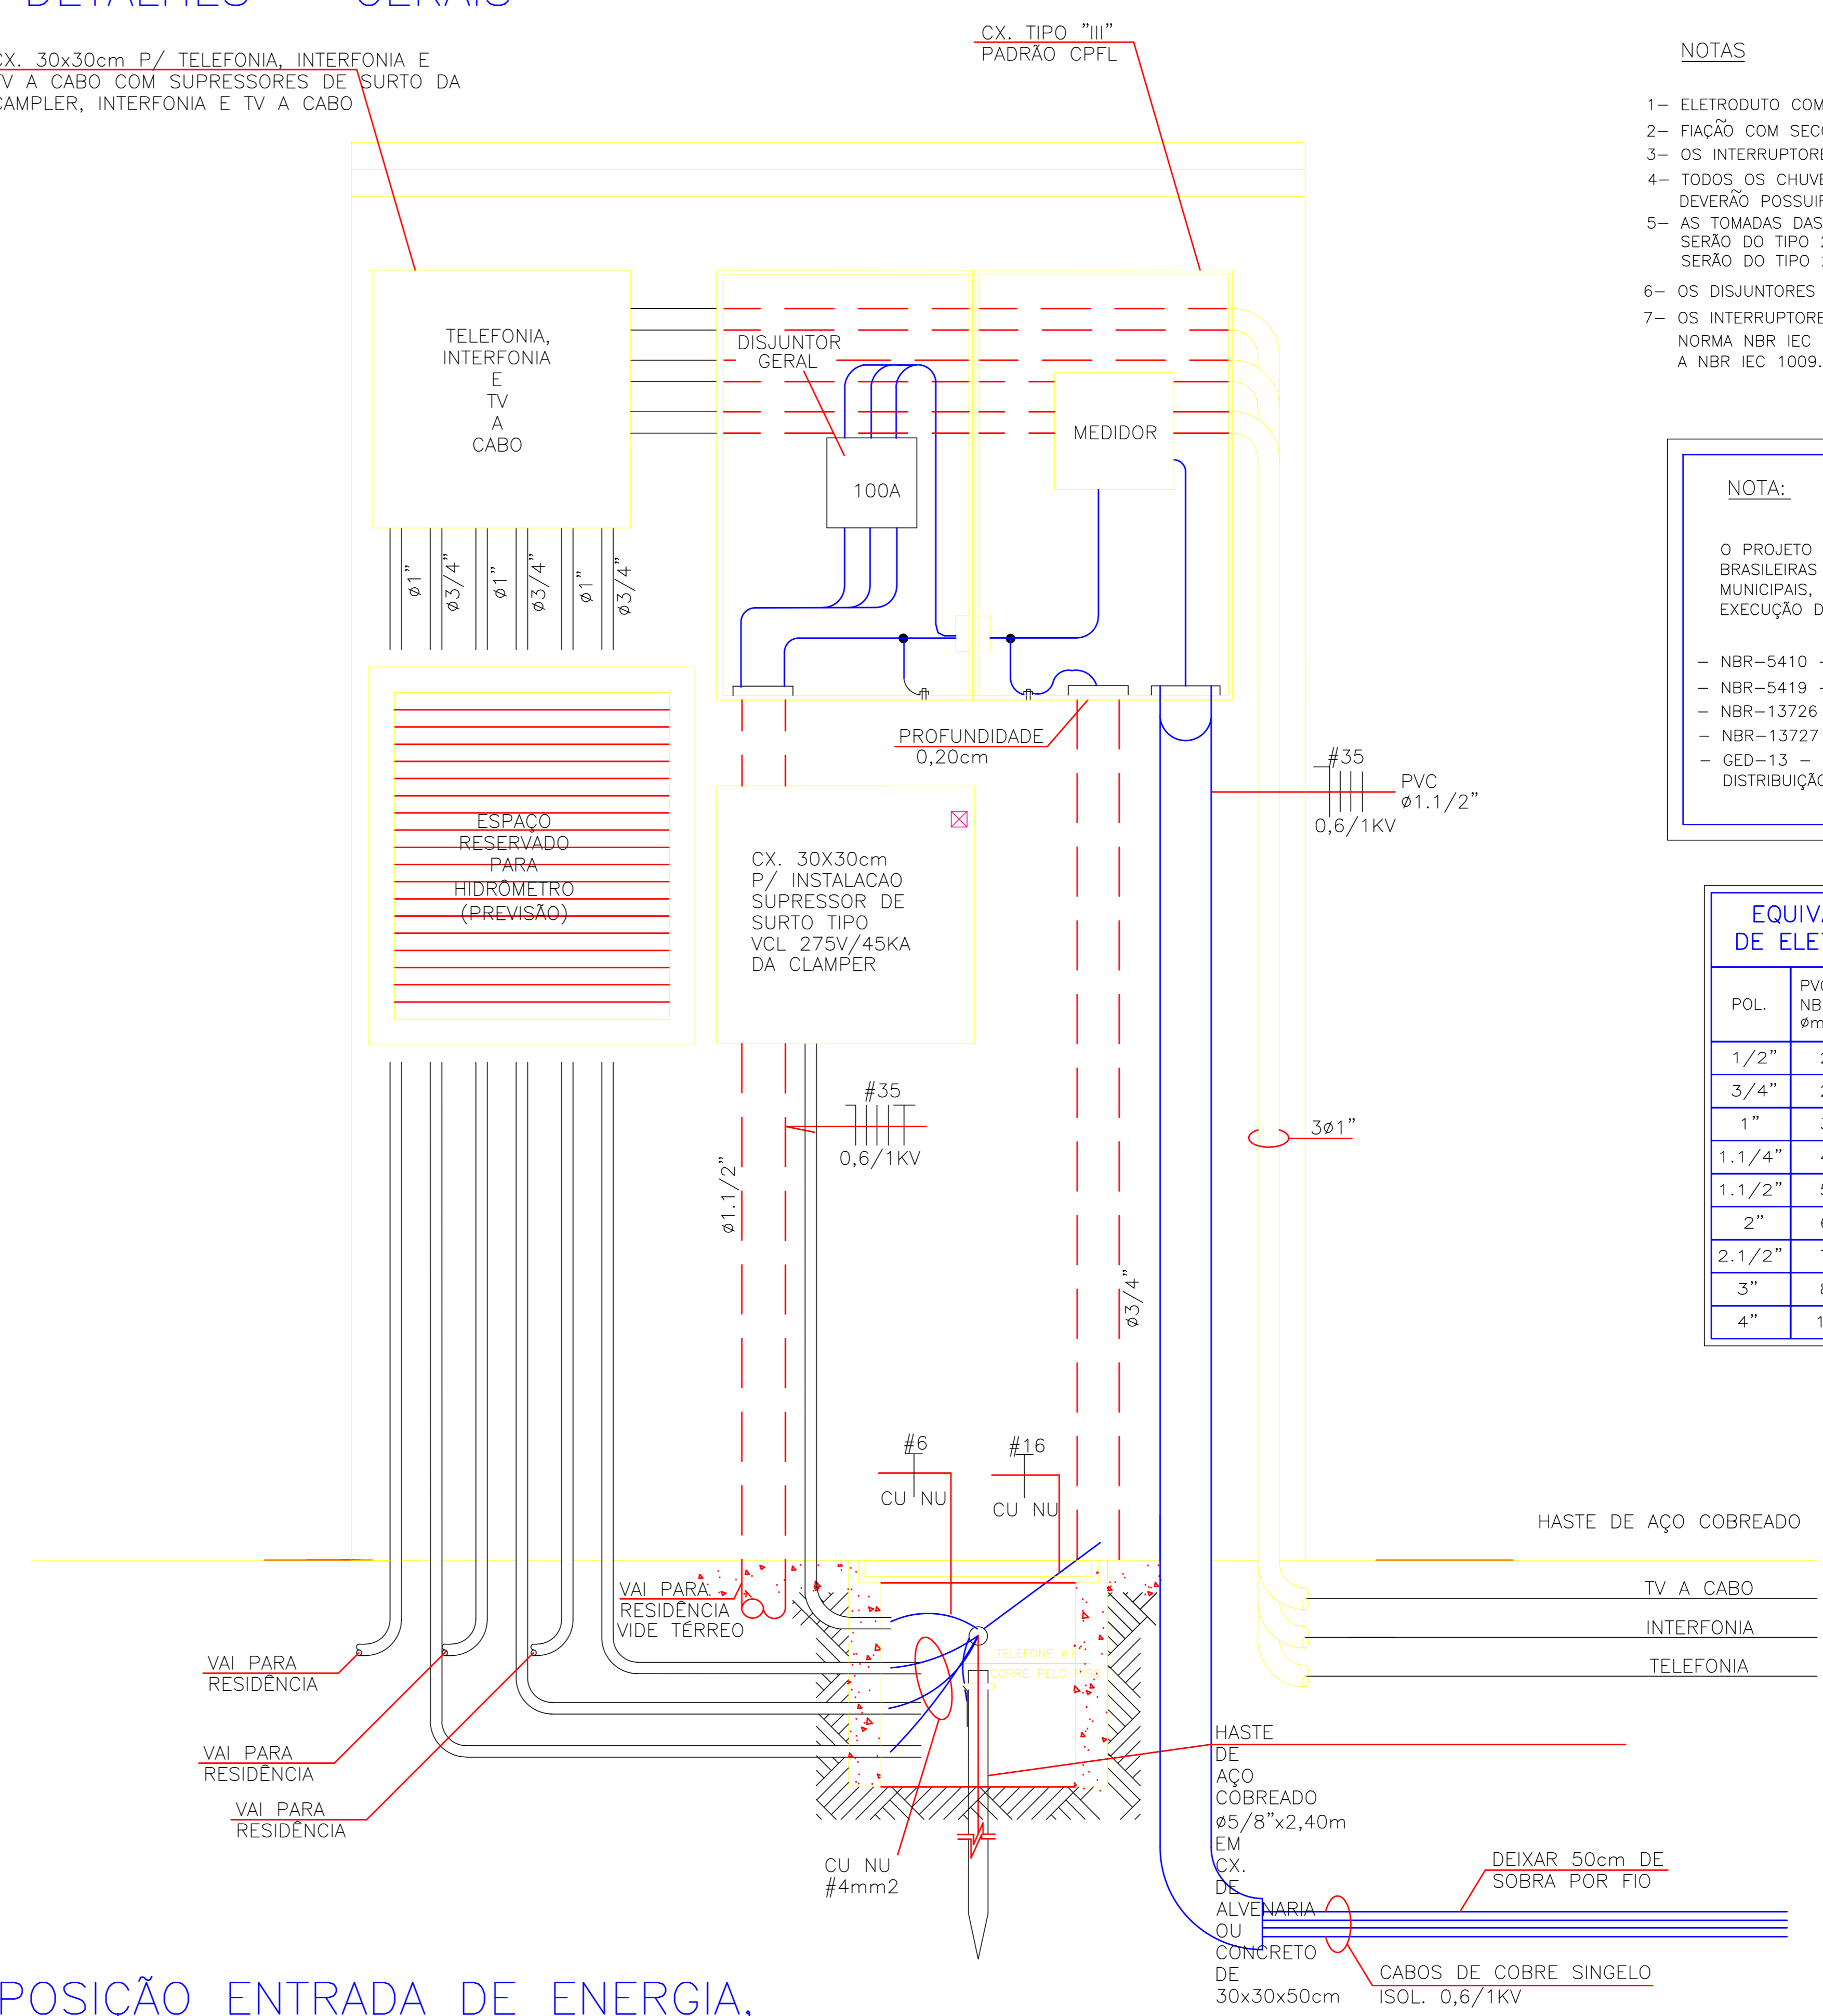 DETALHES GERAIS
CX. 30x30cm P/ TELEFONIA, INTERFONIA E
TV A CABO COM SUPRESSORES DE SURTO DA
CAMPLER, INTERFONIA E TV A CABO
CX. TIPO "III"
PADRÃO CPFL
TELEFONIA,
INTERFONIA
E
TV
A
CABO
DISJUNTOR
GERAL
100A
MEDIDOR
ø1"
ø3/4"
ø1"
ø3/4"
ø1"
ø3/4"
PROFUNDIDADE
0,20cm
#35
0,6/1KV
PVC
ø1.1/2"
ESPAÇO
RESERVADO
PARA
HIDRÔMETRO
(PREVISÃO)
CX. 30X30cm
P/ INSTALACAO
SUPRESSOR DE
SURTO TIPO
VCL 275V/45KA
DA CLAMPER
#35
0,6/1KV
ø1.1/2"
3ø1"
ø3/4"
#6
CU NU
#16
CU NU
VAI PARA
RESIDÊNCIA
VIDE TÉRREO
TELEFONE ø1"
CORRE PELO PISO
VAI PARA
RESIDÊNCIA
VAI PARA
RESIDÊNCIA
VAI PARA
RESIDÊNCIA
CU NU
#4mm2
HASTE DE AÇO COBREADO
TV A CABO
INTERFONIA
TELEFONIA
HASTE
DE
AÇO
COBREADO
ø5/8"x2,40m
EM
CX.
DE
ALVENARIA
OU
CONCRETO
DE
30x30x50cm
DEIXAR 50cm DE
SOBRA POR FIO
CABOS DE COBRE SINGELO
ISOL. 0,6/1KV
POSIÇÃO ENTRADA DE ENERGIA,
NOTAS
1- ELETRODUTO COM
2- FIAÇÃO COM
3- OS
4- TODOS OS
DEVERÃO
5- AS TOMADAS DAS
SERÃO DO TIPO
SERÃO DO TIPO
6- OS DISJUNTORES
7- OS
NORMA NBR IEC
A NBR IEC 1009.
NOTA:
O PROJETO
BRASILEIRAS
MUNICIPAIS,
EXECUÇÃO
- NBR-5410 -
- NBR-5419 -
- NBR-13726
- NBR-13727
- GED-13 -
DISTRIBUIÇÃO
DE
POL.
1/2"
3/4"
1"
1.1/4"
1.1/2"
2"
2.1/2"
3"
4"